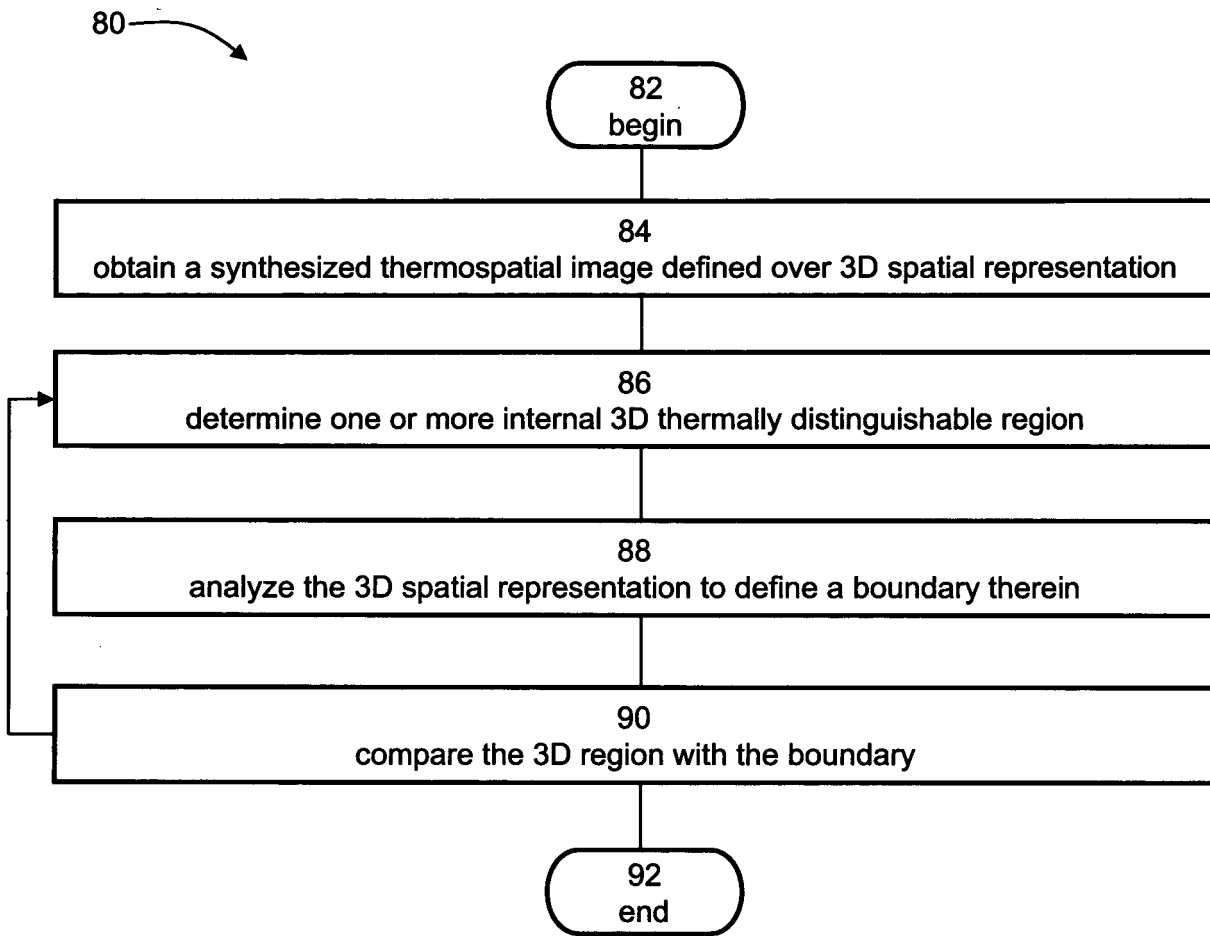 80
82
begin
84
obtain a synthesized thermospatial image defined over 3D spatial representation
86
determine one or more internal 3D thermally distinguishable region
88
analyze the 3D spatial representation to define a boundary therein
90
compare the 3D region with the boundary
92
end